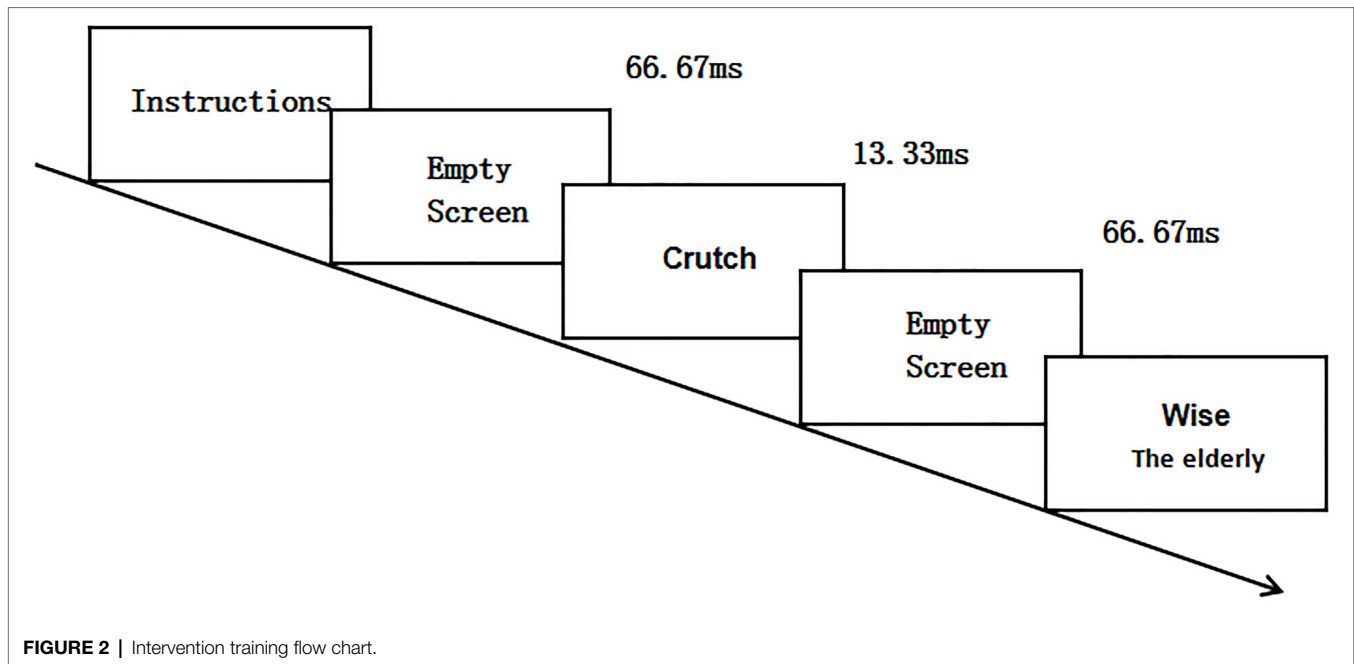 Instructions
66.67ms
Empty
Screen
13.33ms
Crutch
66.67ms
Empty
Screen
Wise
The elderly
FIGURE 2 | Intervention training flow chart.